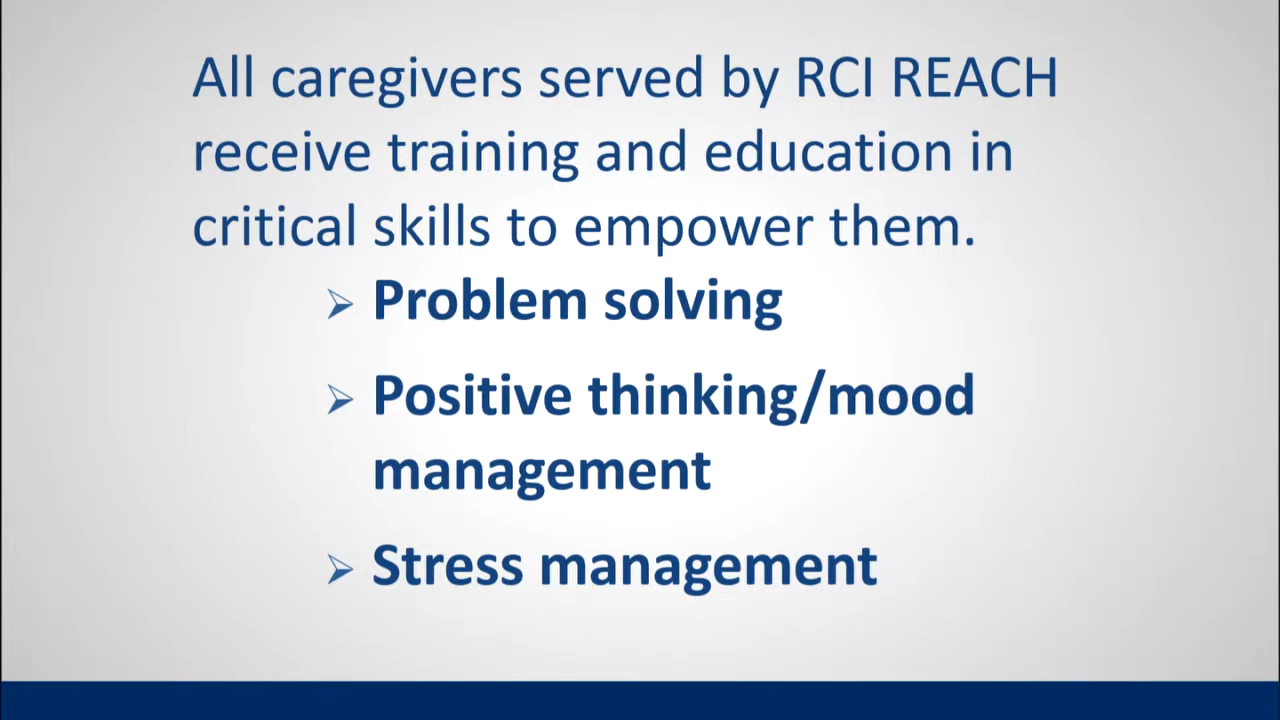 All caregivers served by RCI REACH
receive training and education in
critical skills to empower them.
➢ Problem solving
➢ Positive thinking/mood
management
➢ Stress management